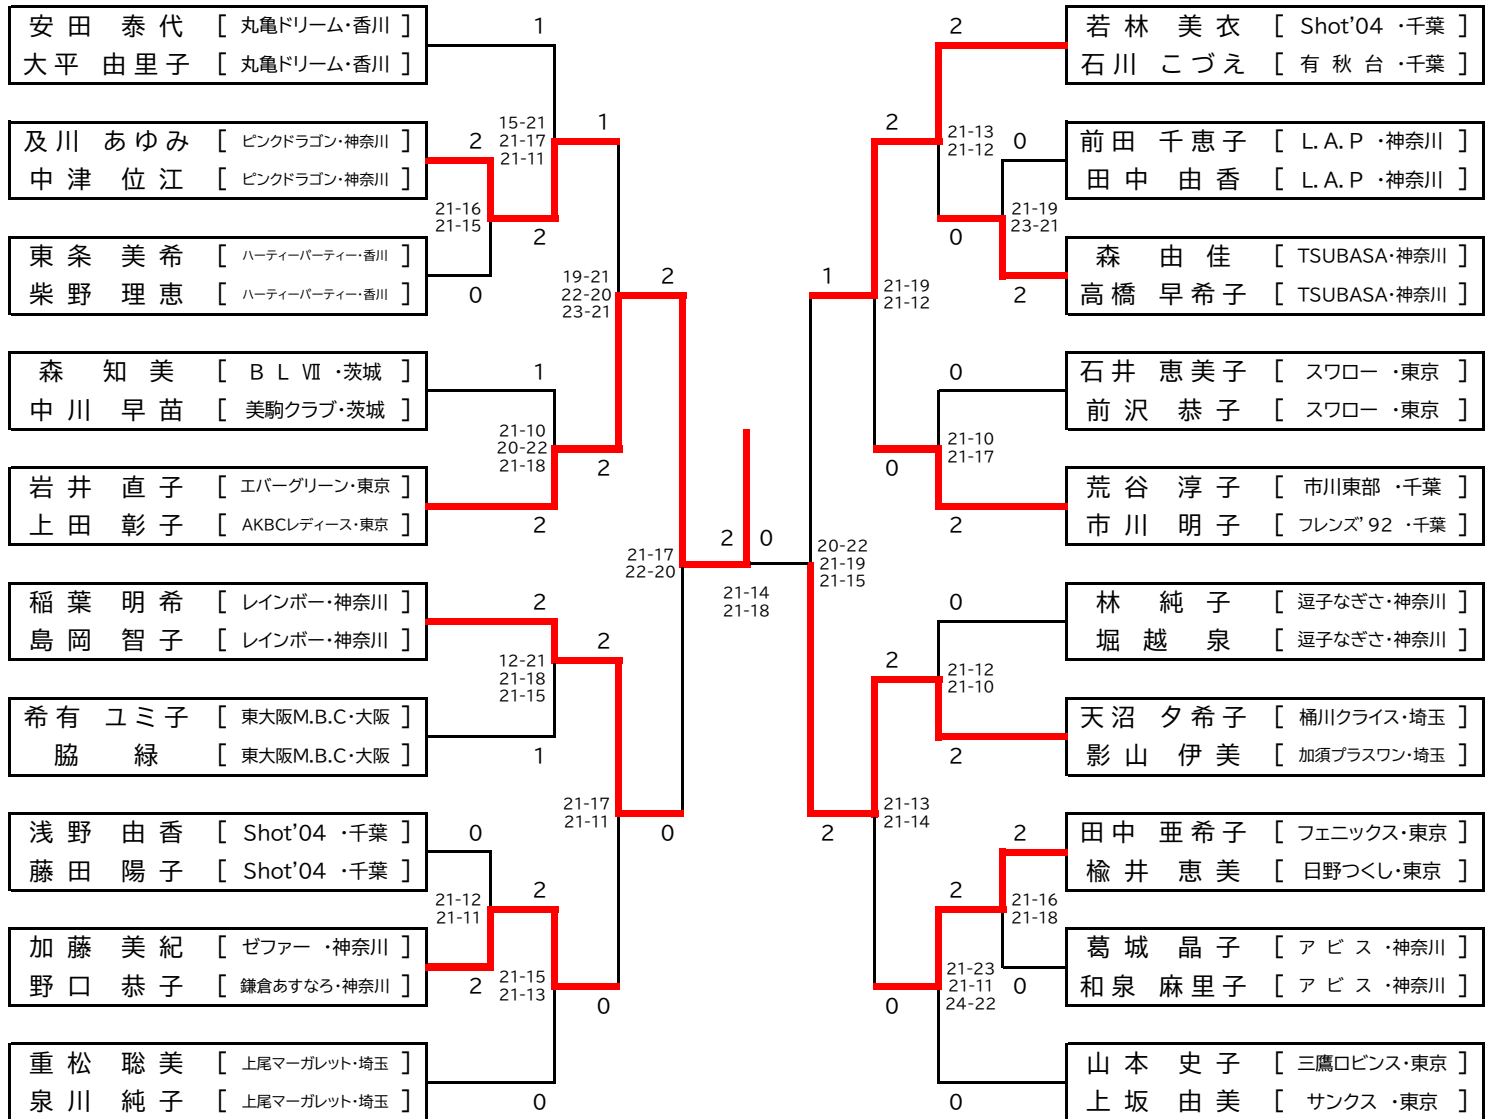 安田 泰代 [ 丸亀ドリーム・香川 ]
大平 由里子 [ 丸亀ドリーム・香川 ]
及川 あゆみ [ ピンクドラゴン・神奈川 ]
中津 位江 [ ピンクドラゴン・神奈川 ]
東条 美希 [ ハーティーパーティー・香川 ]
柴野 理恵 [ ハーティーパーティー・香川 ]
森 知美 [ B L Ⅶ ・茨城 ]
中川 早苗 [ 美駒クラブ・茨城 ]
岩井 直子 [ エバーグリーン・東京 ]
上田 彰子 [ AKBCレディース・東京 ]
稲葉 明希 [ レインボー・神奈川 ]
島岡 智子 [ レインボー・神奈川 ]
希有 ユミ子 [ 東大阪M.B.C・大阪 ]
脇 緑 [ 東大阪M.B.C・大阪 ]
浅野 由香 [ Shot'04 ・千葉 ]
藤田 陽子 [ Shot'04 ・千葉 ]
加藤 美紀 [ ゼファー ・神奈川 ]
野口 恭子 [ 鎌倉あすなろ・神奈川 ]
重松 聡美 [ 上尾マーガレット・埼玉 ]
泉川 純子 [ 上尾マーガレット・埼玉 ]
2
21-16
21-15
0
0
21-12
21-11
2
1
15-21
21-17
21-11
2
1
21-10
20-22
21-18
2
2
12-21
21-18
21-15
1
2
21-15
21-13
0
1
19-21
22-20
23-21
2
2
21-17
21-11
0
2
21-17
22-20
0
2 0
21-14
21-18
1
20-22
21-19
21-15
2
2
21-19
21-12
0
2
21-13
21-14
0
2
21-13
21-12
0
0
21-10
21-17
2
0
21-12
21-10
2
2
21-23
21-11
24-22
0
0
21-19
23-21
2
2
21-16
21-18
0
若林 美衣 [ Shot'04 ・千葉 ]
石川 こづえ [ 有秋台 ・千葉 ]
前田 千恵子 [ L.A.P ・神奈川 ]
田中 由香 [ L.A.P ・神奈川 ]
森 由佳 [ TSUBASA・神奈川 ]
高橋 早希子 [ TSUBASA・神奈川 ]
石井 恵美子 [ スワロー ・東京 ]
前沢 恭子 [ スワロー ・東京 ]
荒谷 淳子 [ 市川東部 ・千葉 ]
市川 明子 [ フレンズ'92 ・千葉 ]
林 純子 [ 逗子なぎさ・神奈川 ]
堀越 泉 [ 逗子なぎさ・神奈川 ]
天沼 夕希子 [ 桶川クライス・埼玉 ]
影山 伊美 [ 加須プラスワン・埼玉 ]
田中 亜希子 [ フェニックス・東京 ]
楡井 恵美 [ 日野つくし・東京 ]
葛城 晶子 [ アビス ・神奈川 ]
和泉 麻里子 [ アビス ・神奈川 ]
山本 史子 [ 三鷹ロビンス・東京 ]
上坂 由美 [ サンクス ・東京 ]